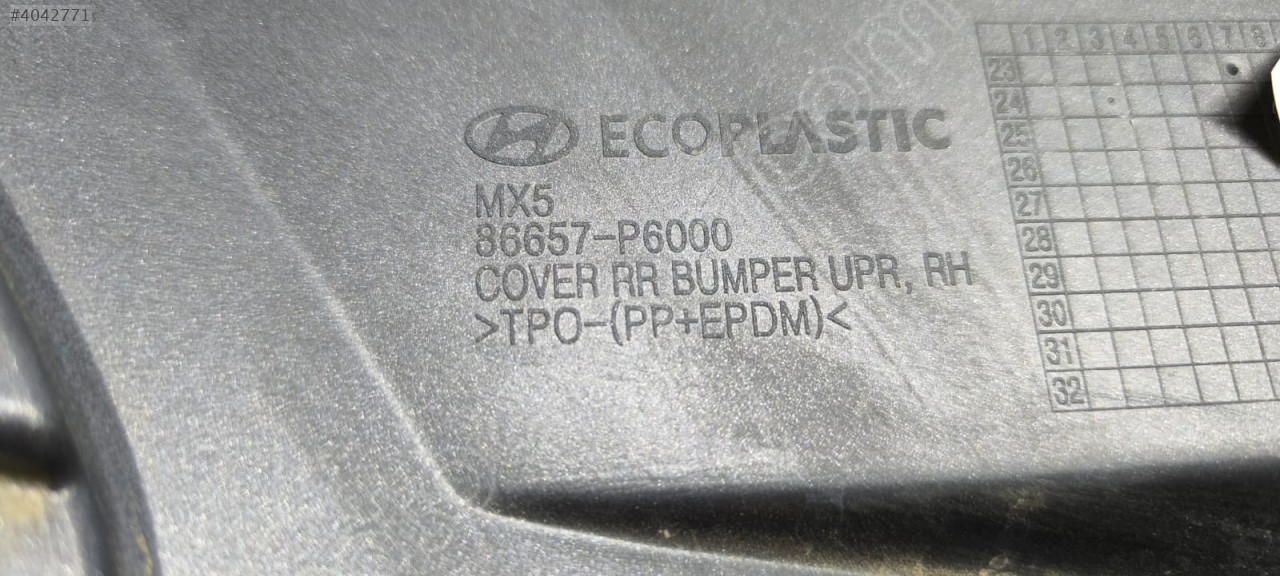 #4042771
ECOPLASTIC
MX5
86657-P6000
COVER RR BUMPER UPR, RH
>TPO-(PP+EPDM)<
1 2 3 4 5 6 7 8
23
24
25
26
27
28
29
30
31
32